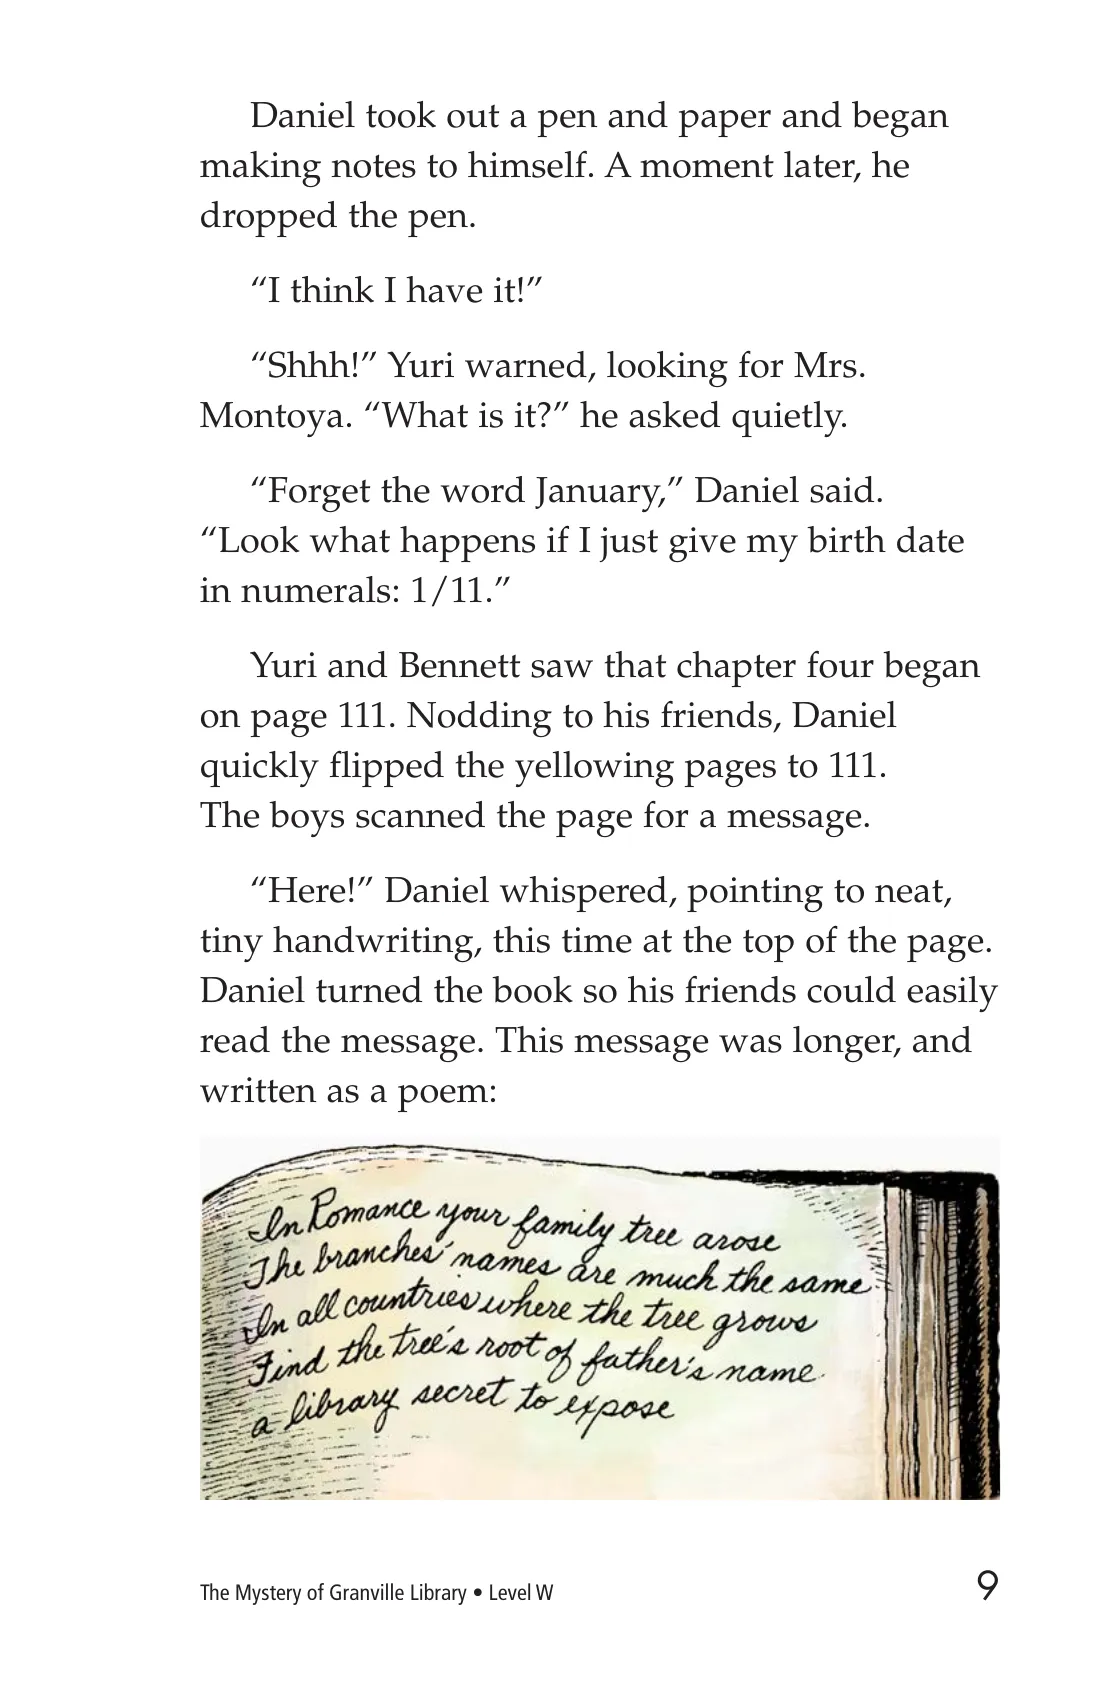 Daniel took out a pen and paper and began
making notes to himself. A moment later, he
dropped the pen.
“I think I have it!”
“Shhh!” Yuri warned, looking for Mrs.
Montoya. “What is it?” he asked quietly.
“Forget the word January,” Daniel said.
“Look what happens if I just give my birth date
in numerals: 1/11.”
Yuri and Bennett saw that chapter four began
on page 111. Nodding to his friends, Daniel
quickly flipped the yellowing pages to 111.
The boys scanned the page for a message.
“Here!” Daniel whispered, pointing to neat,
tiny handwriting, this time at the top of the page.
Daniel turned the book so his friends could easily
read the message. This message was longer, and
written as a poem:
In Romance your family tree arose
The branches' names are much the same
In all countries where the tree grows
Find the tree's root of father's name
a library secret to expose
The Mystery of Granville Library • Level W
9